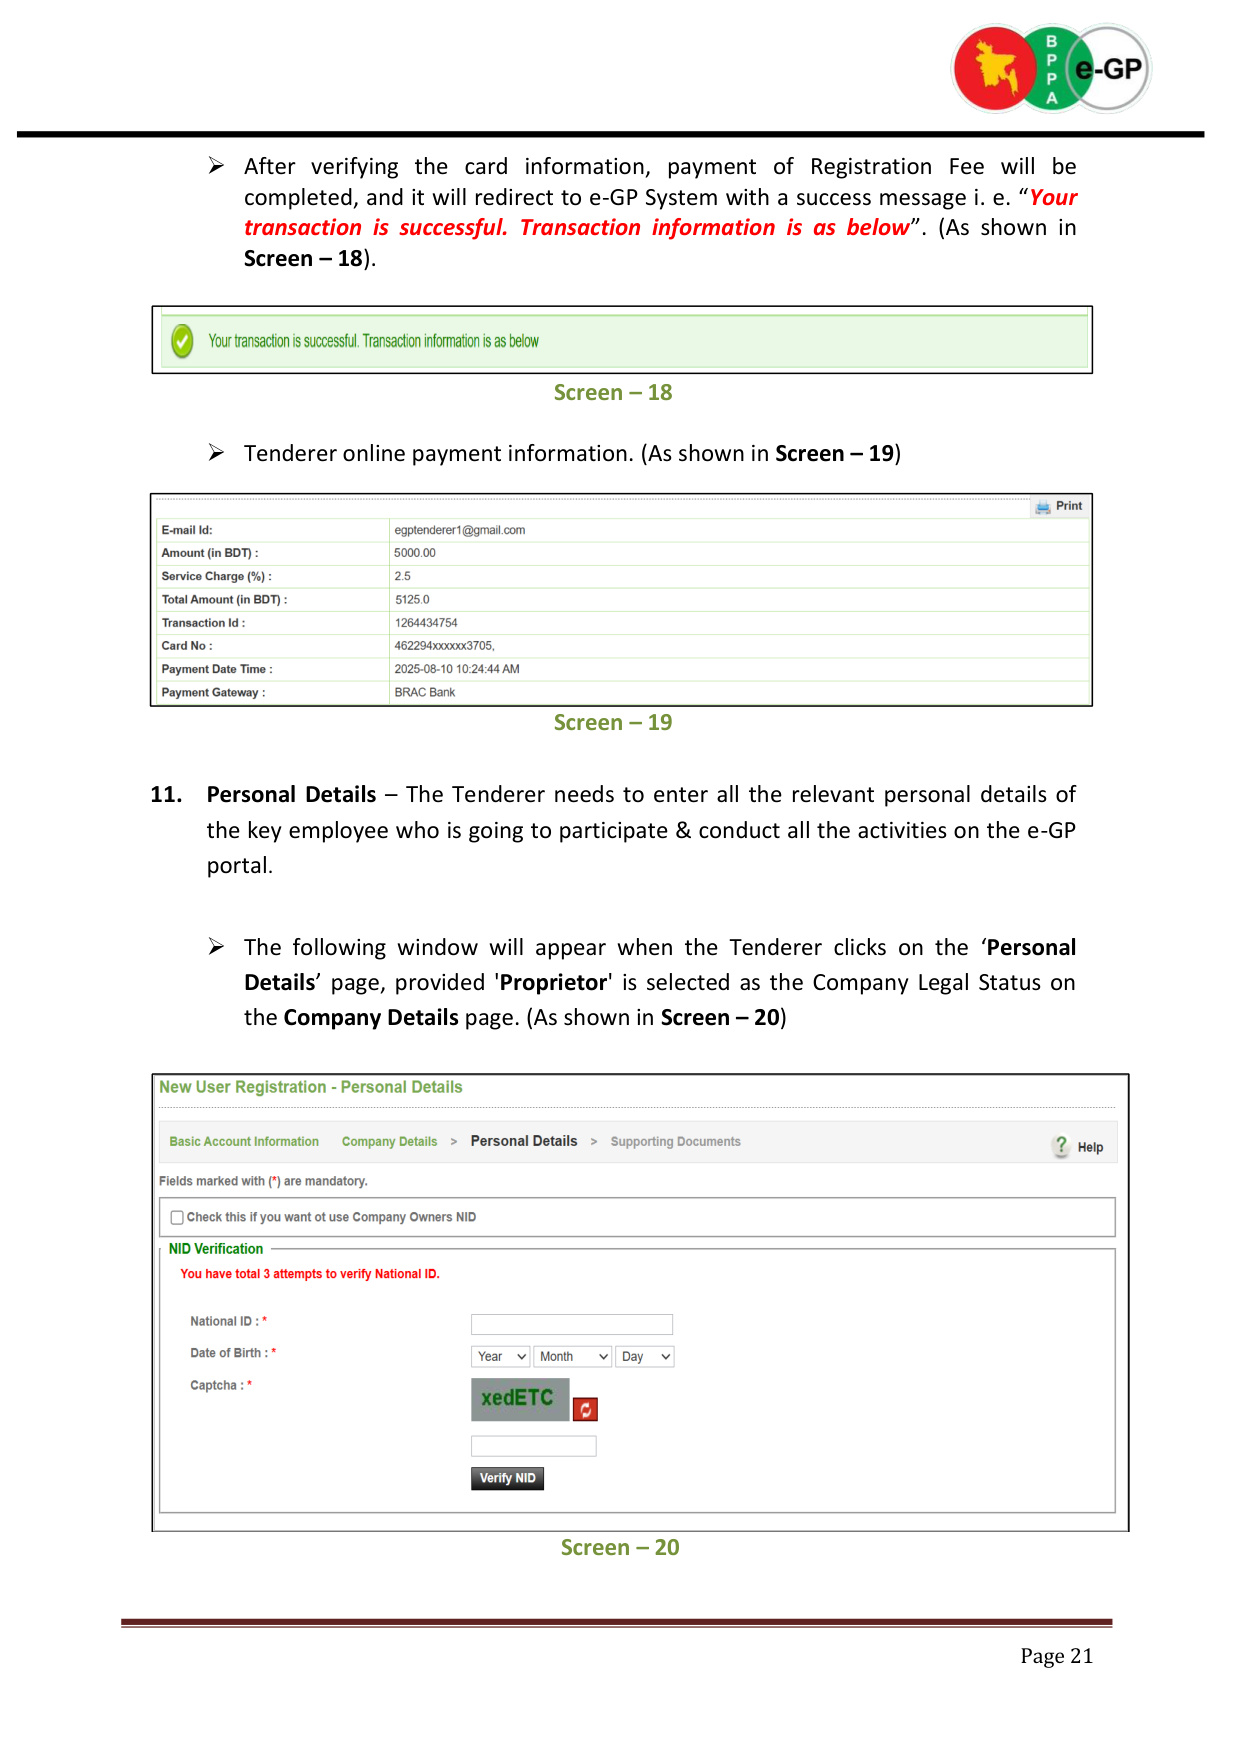 B
P
P
A
e-GP
➢ After verifying the card information, payment of Registration Fee will be
completed, and it will redirect to e-GP System with a success message i. e. “Your
transaction is successful. Transaction information is as below”. (As shown in
Screen – 18).
Your transaction is successful. Transaction information is as below
Screen – 18
➢ Tenderer online payment information. (As shown in Screen – 19)
Print
E-mail Id: egptenderer1@gmail.com
Amount (in BDT) : 5000.00
Service Charge (%) : 2.5
Total Amount (in BDT) : 5125.0
Transaction Id : 1264434754
Card No : 462294xxxxxx3705,
Payment Date Time : 2025-08-10 10:24:44 AM
Payment Gateway : BRAC Bank
Screen – 19
11. Personal Details – The Tenderer needs to enter all the relevant personal details of
the key employee who is going to participate & conduct all the activities on the e-GP
portal.
➢ The following window will appear when the Tenderer clicks on the ‘Personal
Details’ page, provided 'Proprietor' is selected as the Company Legal Status on
the Company Details page. (As shown in Screen – 20)
New User Registration - Personal Details
Basic Account Information Company Details > Personal Details > Supporting Documents ? Help
Fields marked with (*) are mandatory.
Check this if you want ot use Company Owners NID
NID Verification
You have total 3 attempts to verify National ID.
National ID : *
Date of Birth : * Year Month Day
Captcha : * xedETC
Verify NID
Screen – 20
Page 21